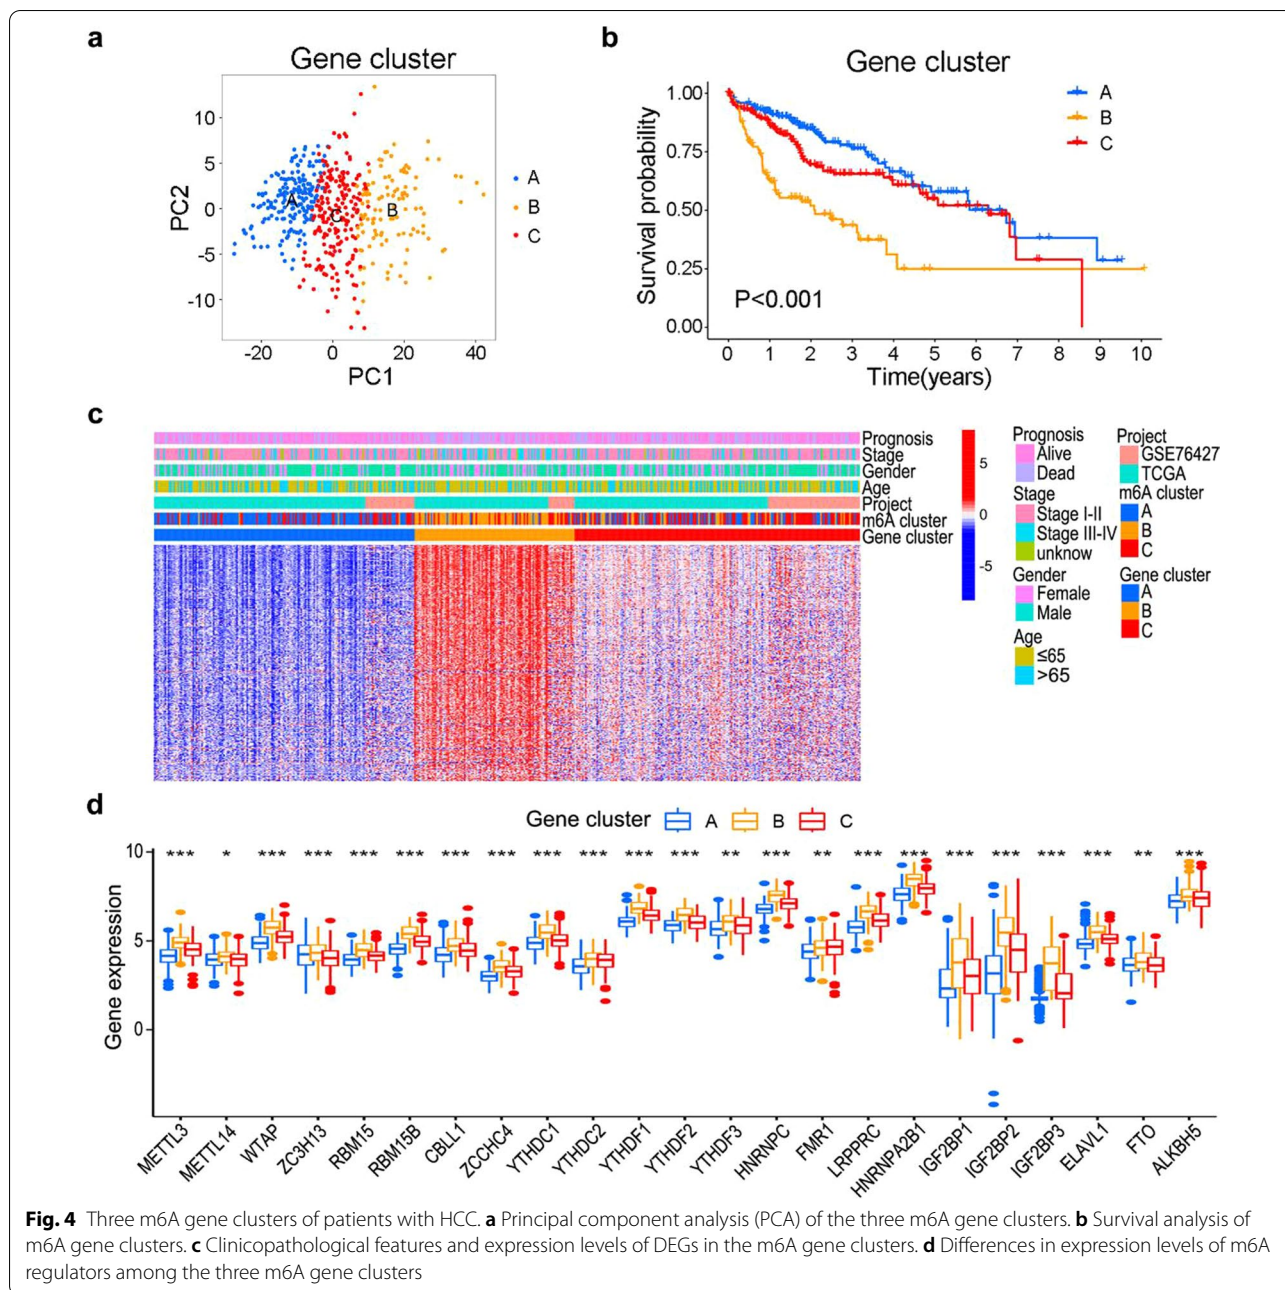 a
Gene cluster
10
5
0
-5
-10
PC2
-20 0 20 40
PC1
A
C
B
A
B
C
b
Gene cluster
1.00
0.75
0.50
0.25
0.00
Survival probability
P<0.001
0 1 2 3 4 5 6 7 8 9 10
Time(years)
A
B
C
c
Prognosis
Stage
Gender
Age
Project
m6A cluster
Gene cluster
5
0
-5
Prognosis
Alive
Dead
Stage
Stage I-II
Stage III-IV
unknow
Gender
Female
Male
Age
≤65
>65
Project
GSE76427
TCGA
m6A cluster
A
B
C
Gene cluster
A
B
C
d
Gene cluster A B C
*** * *** *** *** *** *** *** *** *** *** *** ** *** ** *** *** *** *** *** *** ** ***
10
5
0
Gene expression
METTL3 METTL14 WTAP ZC3H13 RBM15 RBM15B CBLL1 ZCCHC4 YTHDC1 YTHDC2 YTHDF1 YTHDF2 YTHDF3 HNRNPC FMR1 LRPPRC HNRNPA2B1 IGF2BP1 IGF2BP2 IGF2BP3 ELAVL1 FTO ALKBH5
Fig. 4 Three m6A gene clusters of patients with HCC. a Principal component analysis (PCA) of the three m6A gene clusters. b Survival analysis of
m6A gene clusters. c Clinicopathological features and expression levels of DEGs in the m6A gene clusters. d Differences in expression levels of m6A
regulators among the three m6A gene clusters